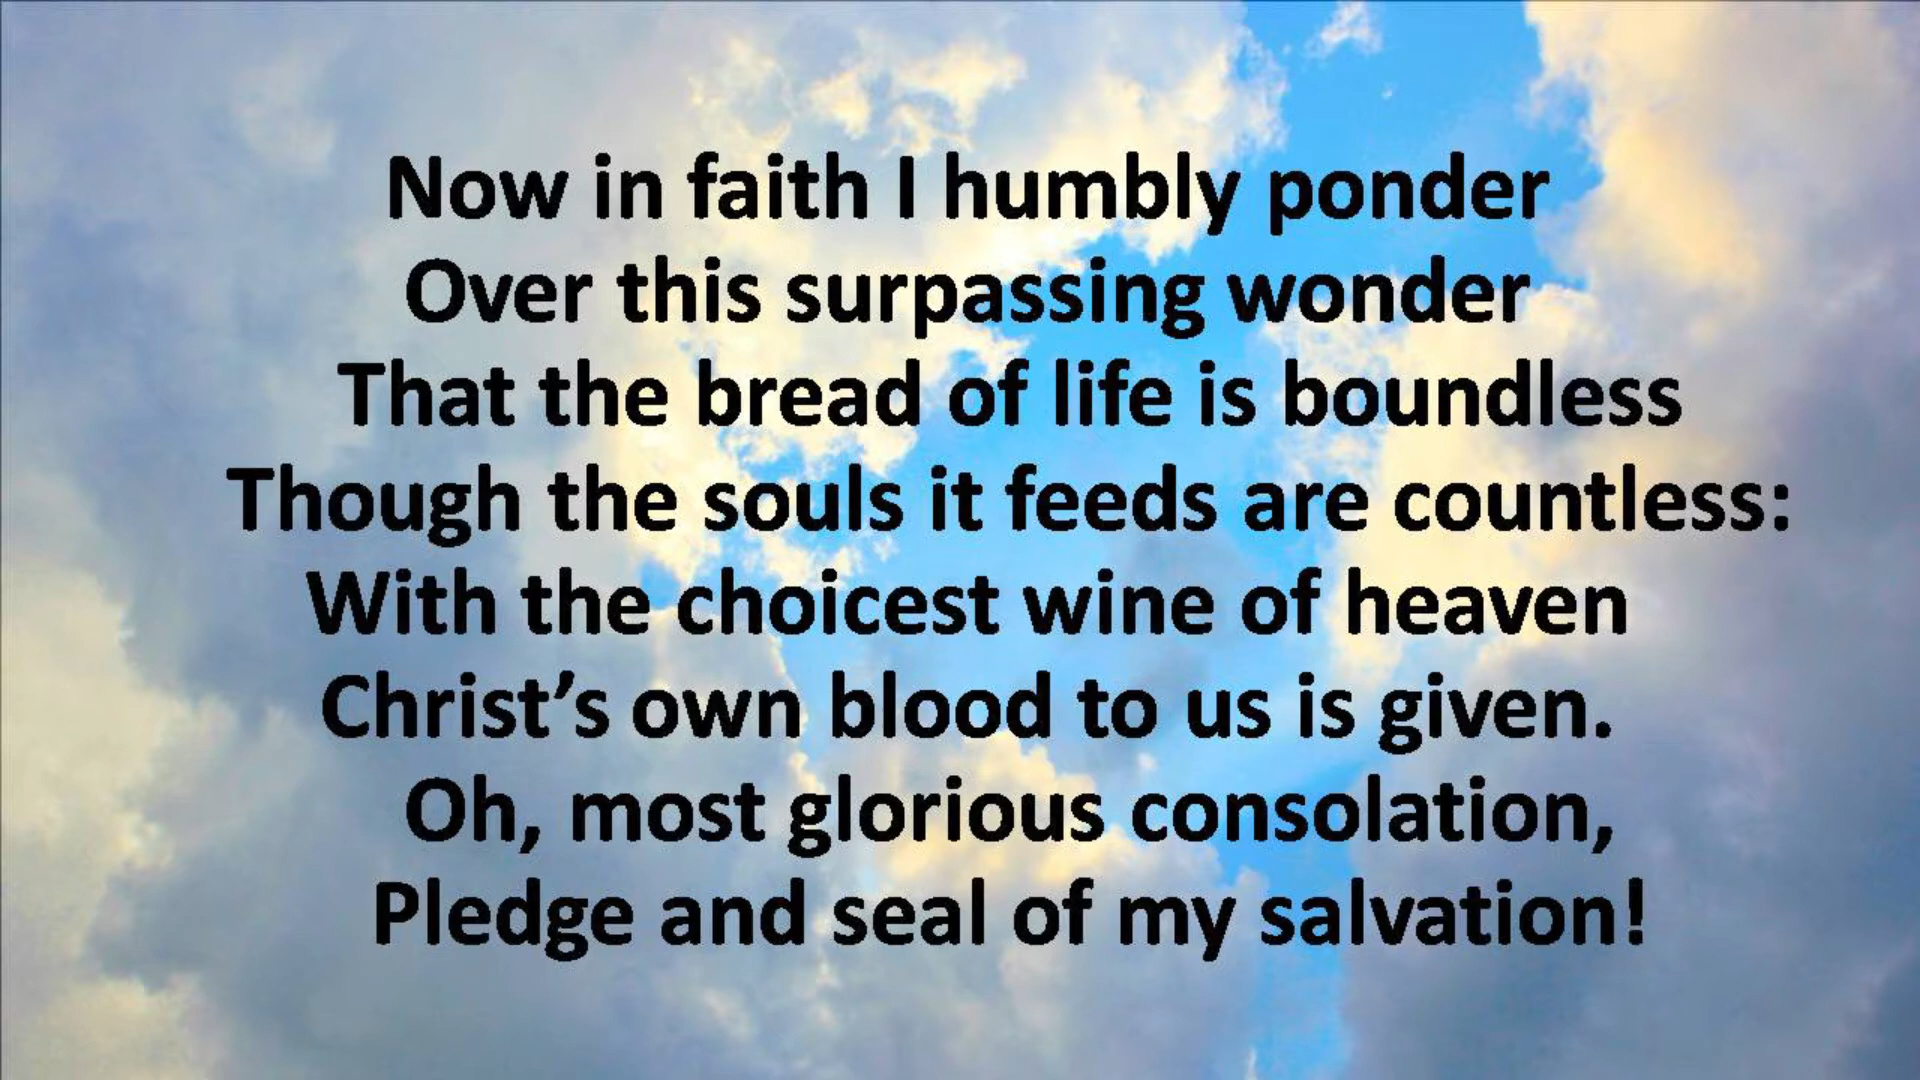 Now in faith I humbly ponder
Over this surpassing wonder
That the bread of life is boundless
Though the souls it feeds are countless:
With the choicest wine of heaven
Christ’s own blood to us is given.
Oh, most glorious consolation,
Pledge and seal of my salvation!